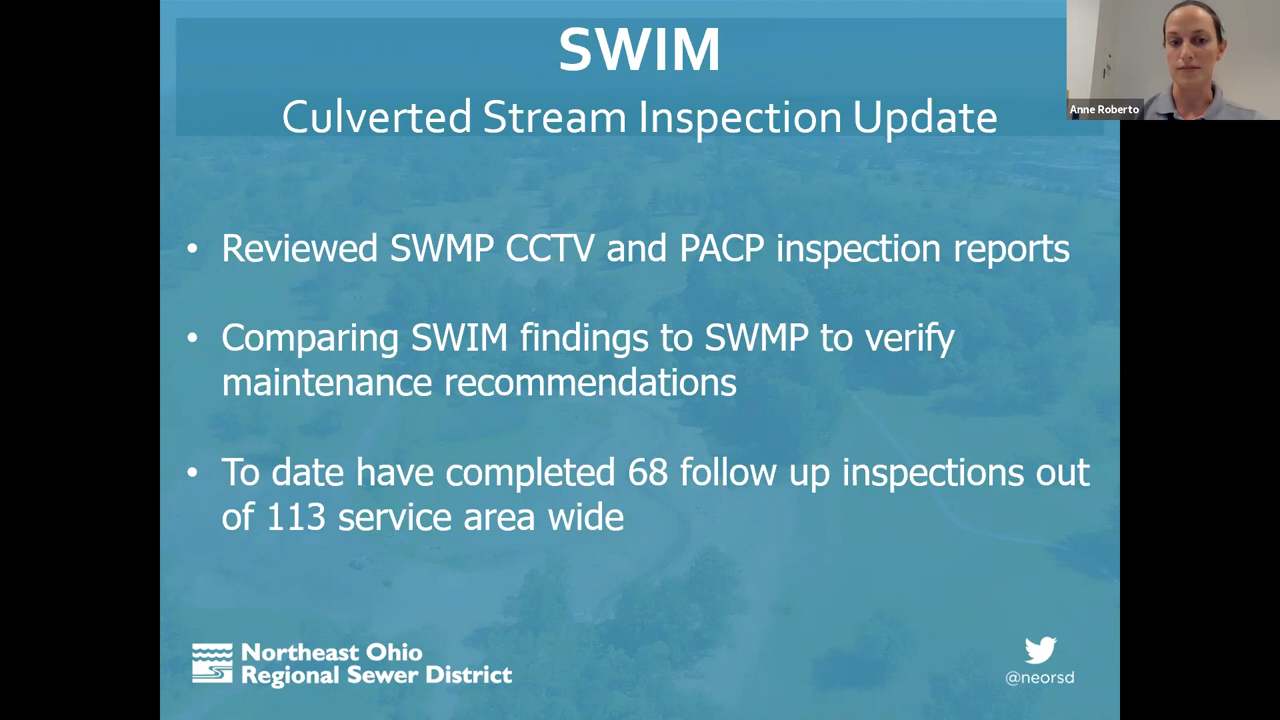 SWIM
Culverted Stream Inspection Update
Anne Roberto
• Reviewed SWMP CCTV and PACP inspection reports
• Comparing SWIM findings to SWMP to verify
maintenance recommendations
• To date have completed 68 follow up inspections out
of 113 service area wide
Northeast Ohio
Regional Sewer District
@neorsd